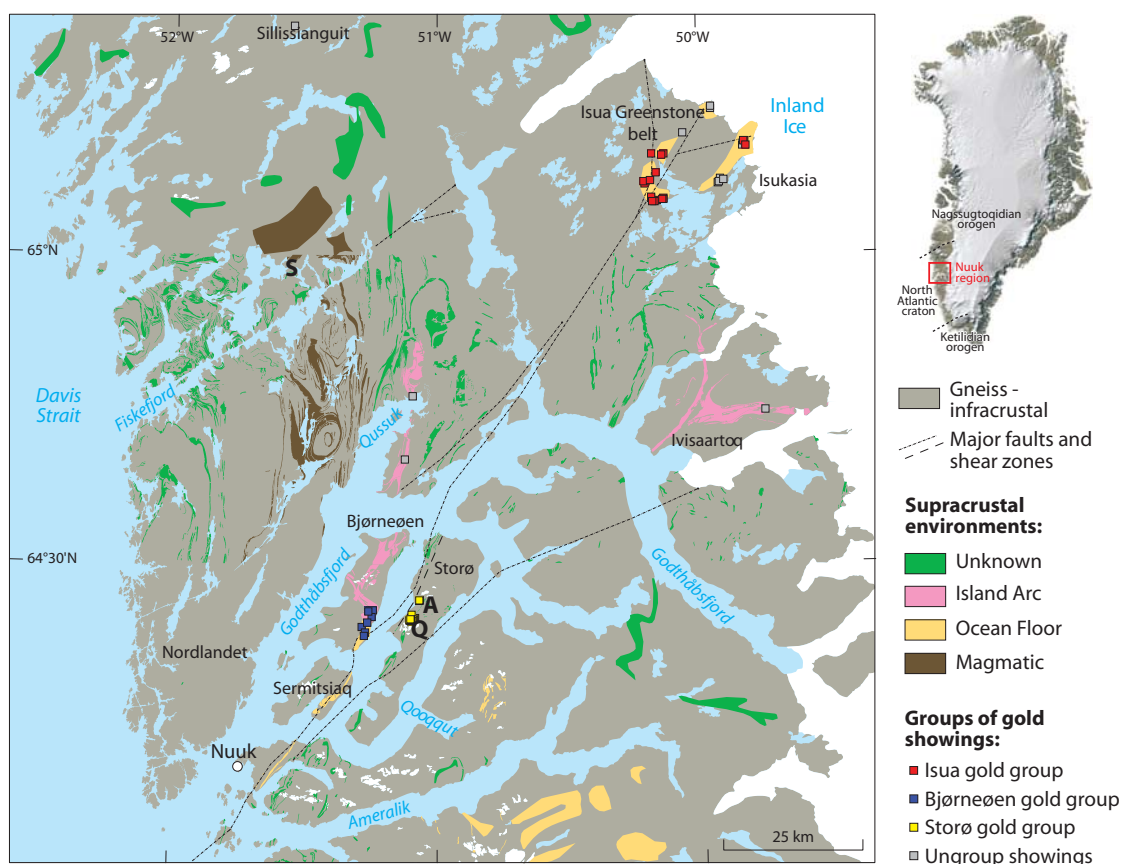 52°W
51°W
50°W
Sillisslanguit
Isua Greenstone
belt
Inland
Ice
Isukasia
65°N
S
Davis
Strait
Fiskefjord
Qussuk
Ivisaartoq
Bjørneøen
64°30'N
Godthåbsfjord
Storø
Godthåbsfjord
A
Q
Nordlandet
Sermitsiaq
Qooqqut
Nuuk
Ameralik
25 km
Nagssugtoqidian
orogen
Nuuk
region
North
Atlantic
craton
Ketilidian
orogen
Gneiss -
infracrustal
Major faults and
shear zones
Supracrustal
environments:
Unknown
Island Arc
Ocean Floor
Magmatic
Groups of gold
showings:
Isua gold group
Bjørneøen gold group
Storø gold group
Ungroup showings